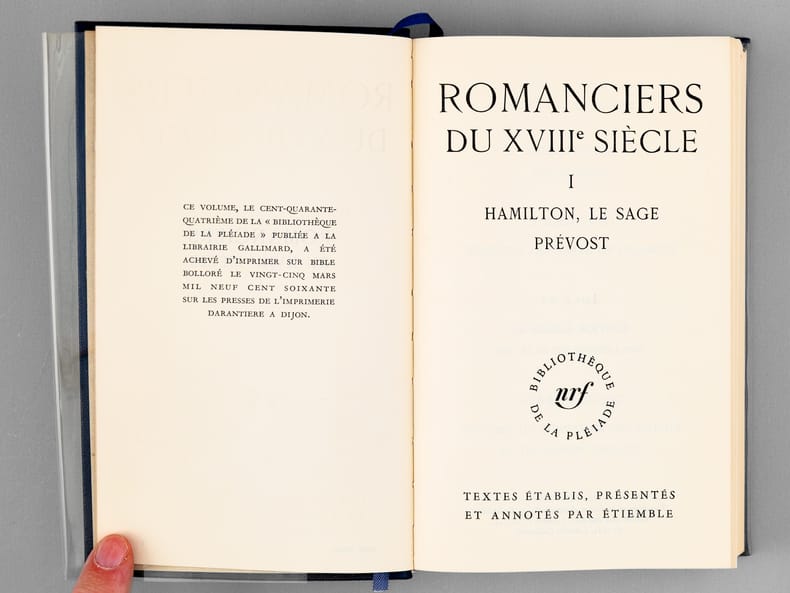 CE VOLUME, LE CENT-QUARANTE-
QUATRIÈME DE LA « BIBLIOTHÈQUE
DE LA PLÉIADE » PUBLIÉE A LA
LIBRAIRIE GALLIMARD, A ÉTÉ
ACHEVÉ D'IMPRIMER SUR BIBLE
BOLLORÉ LE VINGT-CINQ MARS
MIL NEUF CENT SOIXANTE
SUR LES PRESSES DE L'IMPRIMERIE
DARANTIERE A DIJON.
ROMANCIERS
DU XVIIIe SIÈCLE
I
HAMILTON, LE SAGE
PRÉVOST
BIBLIOTHÈQUE
nrf
DE LA PLÉIADE
TEXTES ÉTABLIS, PRÉSENTÉS
ET ANNOTÉS PAR ÉTIEMBLE